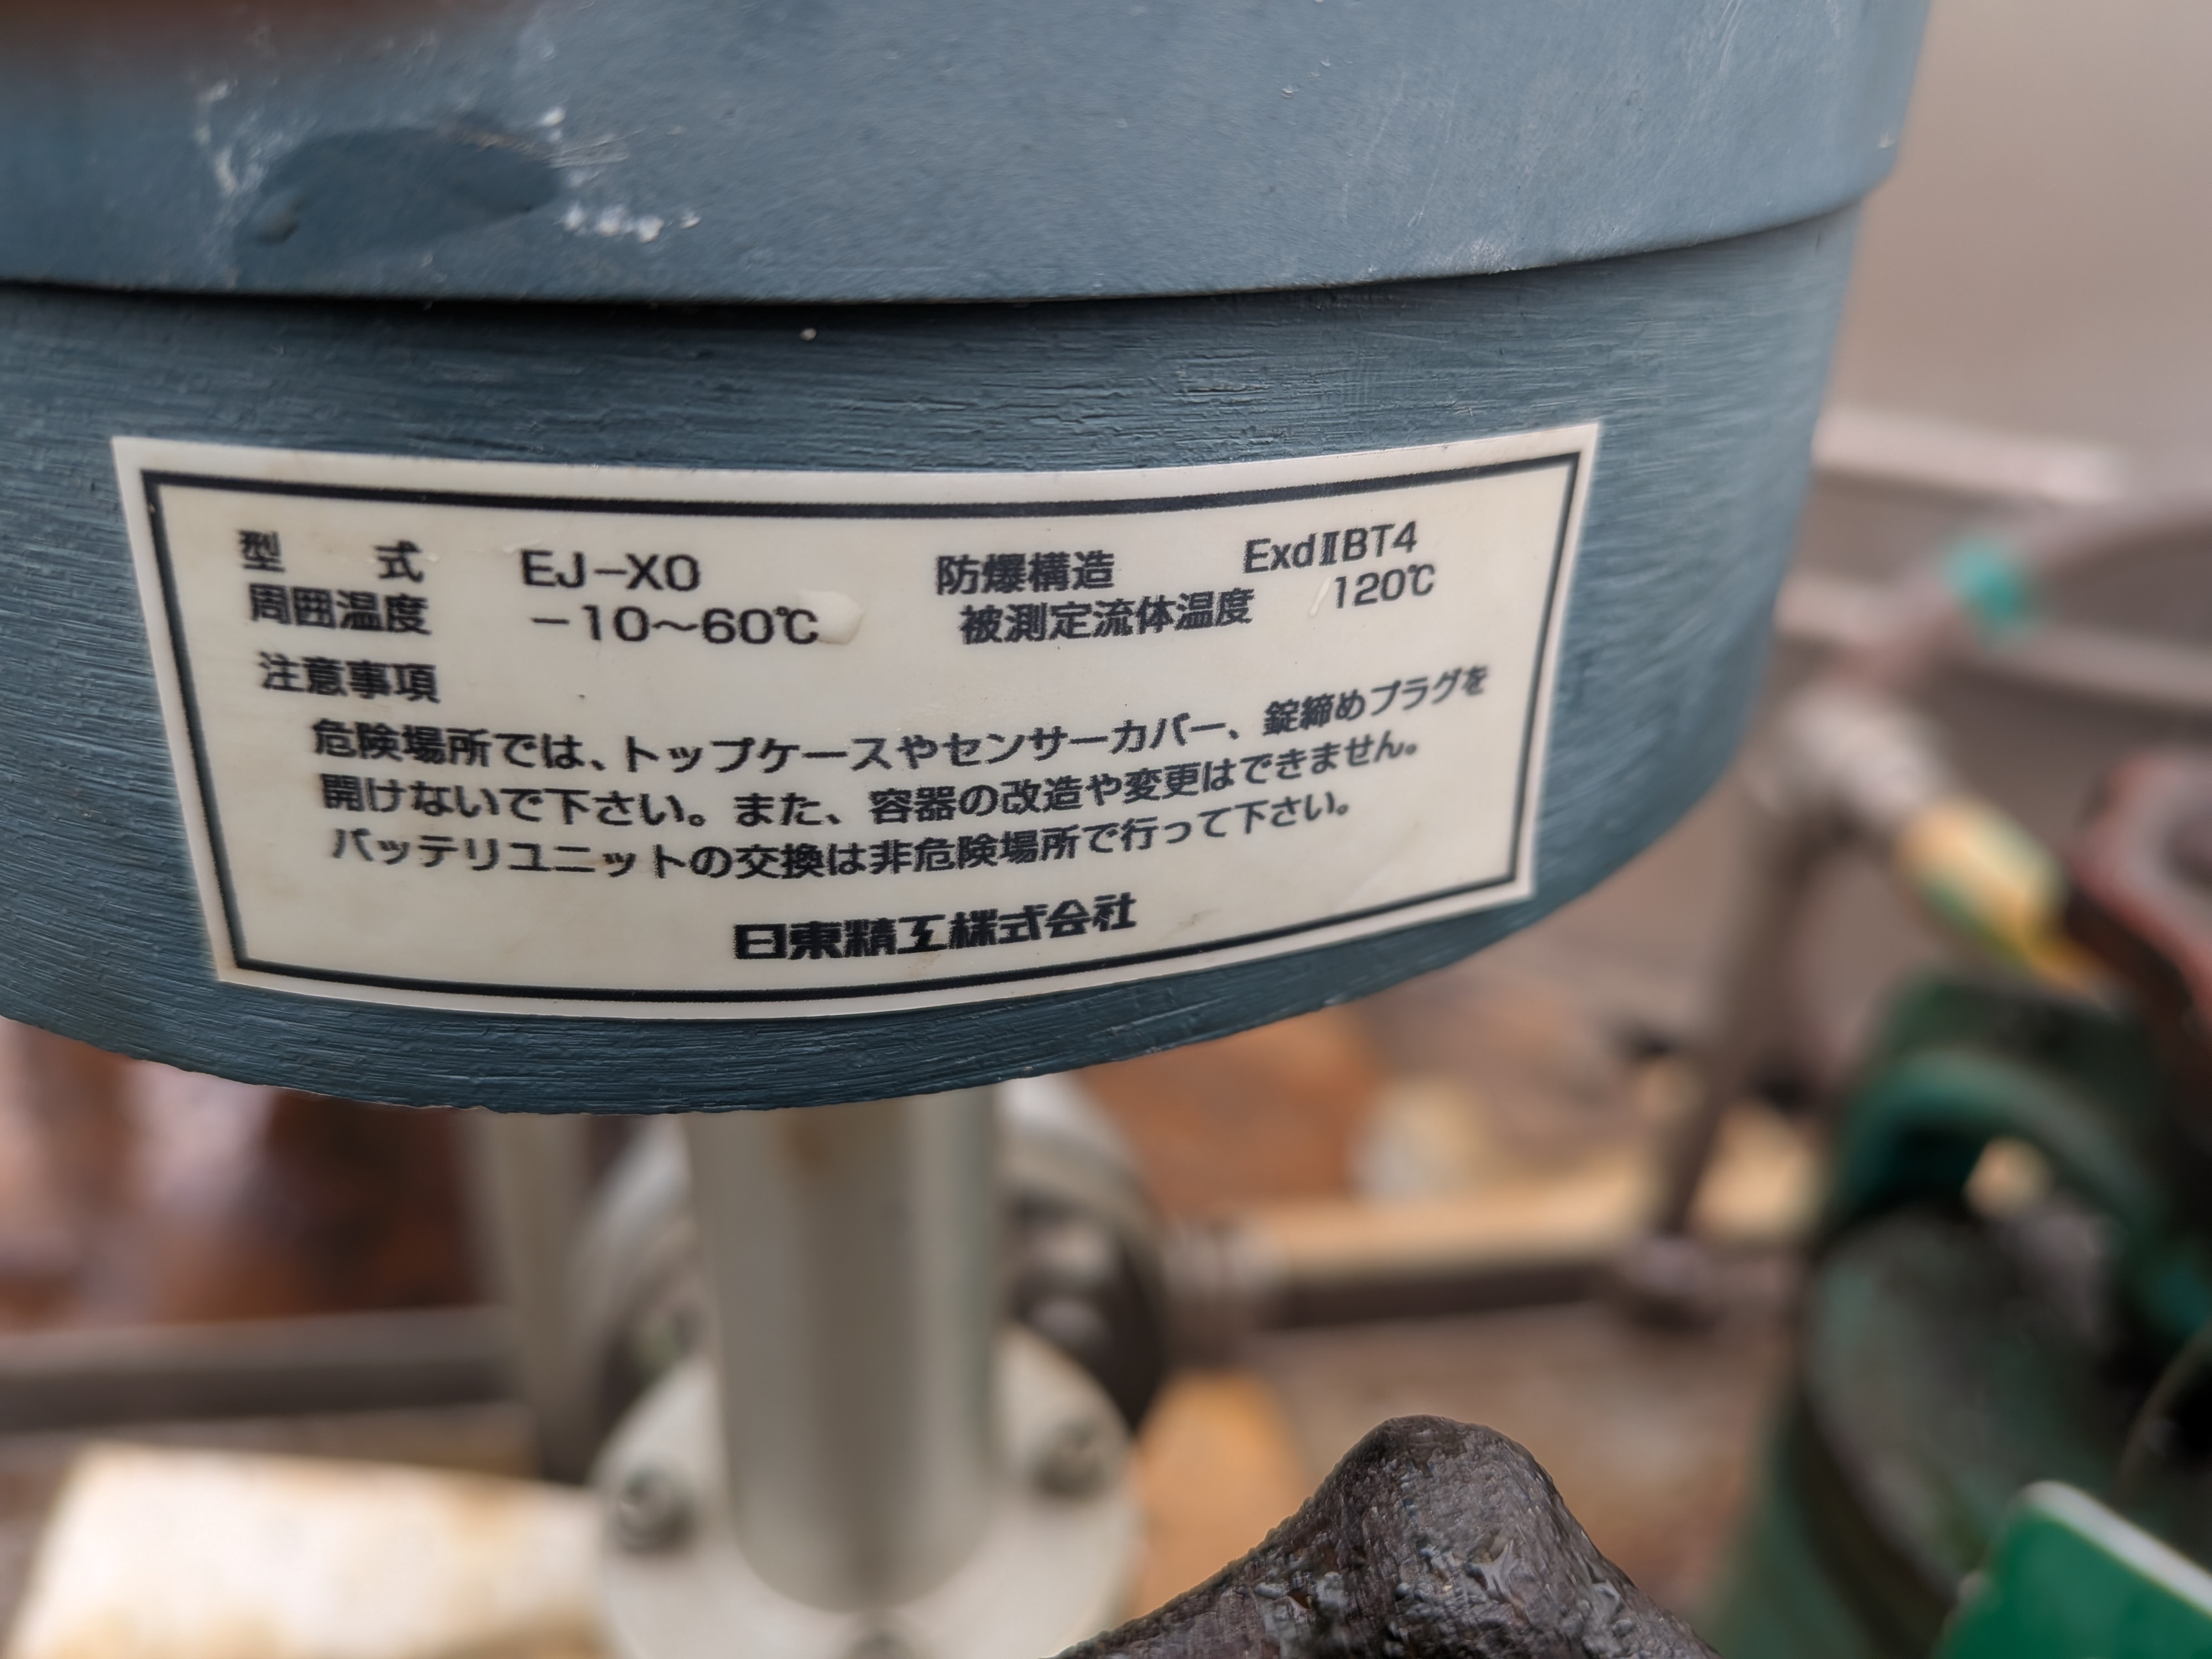 型　式　EJ-XO　防爆構造　ExdⅡBT4
周囲温度　-10～60℃　被測定流体温度　120℃
注意事項
危険場所では、トップケースやセンサーカバー、錠締めプラグを
開けないで下さい。また、容器の改造や変更はできません。
バッテリユニットの交換は非危険場所で行って下さい。
日東精工株式会社